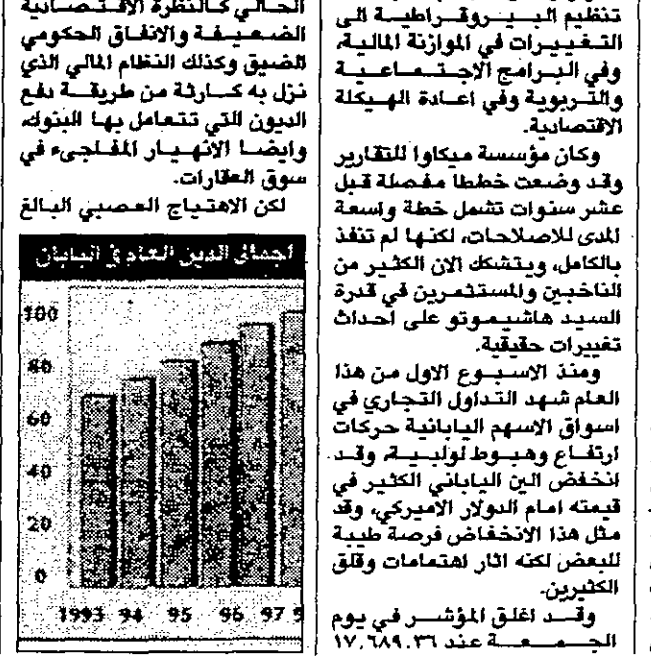 تنظيم البيروقراطية الى
التغييرات في الموازنة المالية،
وفي البرامج الاجتماعية
والتربوية وفي اعادة الهيكلة
الاقتصادية.
وكان مؤسسة ميكاوا للتقارير
وقد وضعت خططا مفصلة قبل
عشر سنوات تشمل خطة واسعة
المدى للاصلاحات، لكنها لم تنفذ
بالكامل، ويتشكك الان الكثير من
الناخبين والمستثمرين في قدرة
السيد هاشيموتو على احداث
تغييرات حقيقية.
ومنذ الاسبوع الاول من هذا
العام شهد التداول التجاري في
اسواق الاسهم اليابانية حركات
ارتفاع وهبوط لولبية، وقد
انخفض الين الياباني الكثير في
قيمته امام الدولار الاميركي، وقد
مثل هذا الانخفاض فرصة طيبة
للبعض لكنه اثار اهتمامات وقلق
الكثيرين.
وقد اغلق المؤشر في يوم
الجمعة عند ١٧,٦٨٩.٣٦
الحالي كالنظرة الاقتصادية
الضعيفة والانفاق الحكومي
الضيق وكذلك النظام المالي الذي
نزل به كارثة من طريقة دفع
الديون التي تتعامل بها البنوك،
وايضا الانهيار المفاجىء في
سوق العقارات.
لكن الاهتياج العصبي البالغ
اجمالي الدين العام في اليابان
100
80
60
40
20
0
1993 94 95 96 97 9